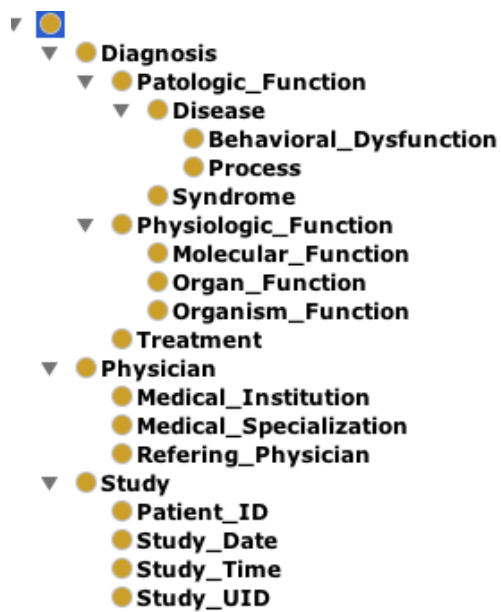 Diagnosis
Patologic_Function
Disease
Behavioral_Dysfunction
Process
Syndrome
Physiologic_Function
Molecular_Function
Organ_Function
Organism_Function
Treatment
Physician
Medical_Institution
Medical_Specialization
Refering_Physician
Study
Patient_ID
Study_Date
Study_Time
Study_UID